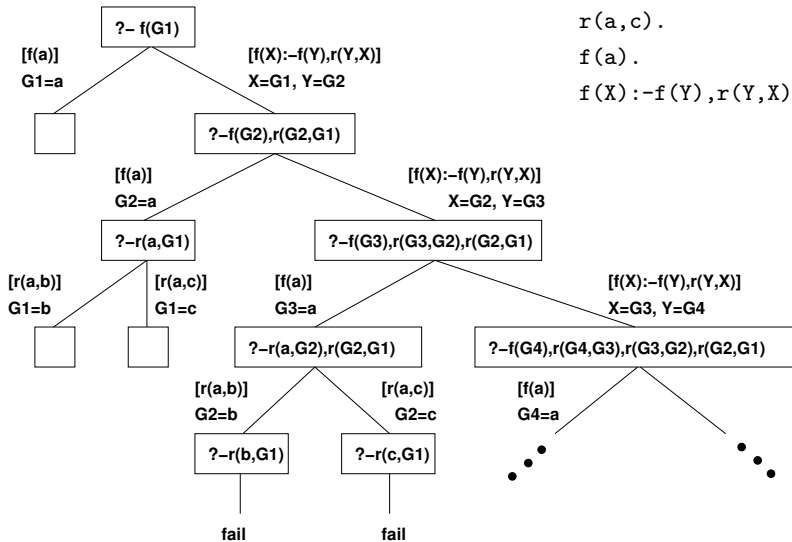 r(a,c).
f(a).
f(X):-f(Y),r(Y,X)
?- f(G1)
[f(a)]
G1=a
[f(X):-f(Y),r(Y,X)]
X=G1, Y=G2
?-f(G2),r(G2,G1)
[f(a)]
G2=a
[f(X):-f(Y),r(Y,X)]
X=G2, Y=G3
?-r(a,G1)
?-f(G3),r(G3,G2),r(G2,G1)
[r(a,b)]
G1=b
[r(a,c)]
G1=c
[f(a)]
G3=a
[f(X):-f(Y),r(Y,X)]
X=G3, Y=G4
?-r(a,G2),r(G2,G1)
?-f(G4),r(G4,G3),r(G3,G2),r(G2,G1)
[r(a,b)]
G2=b
[r(a,c)]
G2=c
[f(a)]
G4=a
?-r(b,G1)
?-r(c,G1)
fail
fail